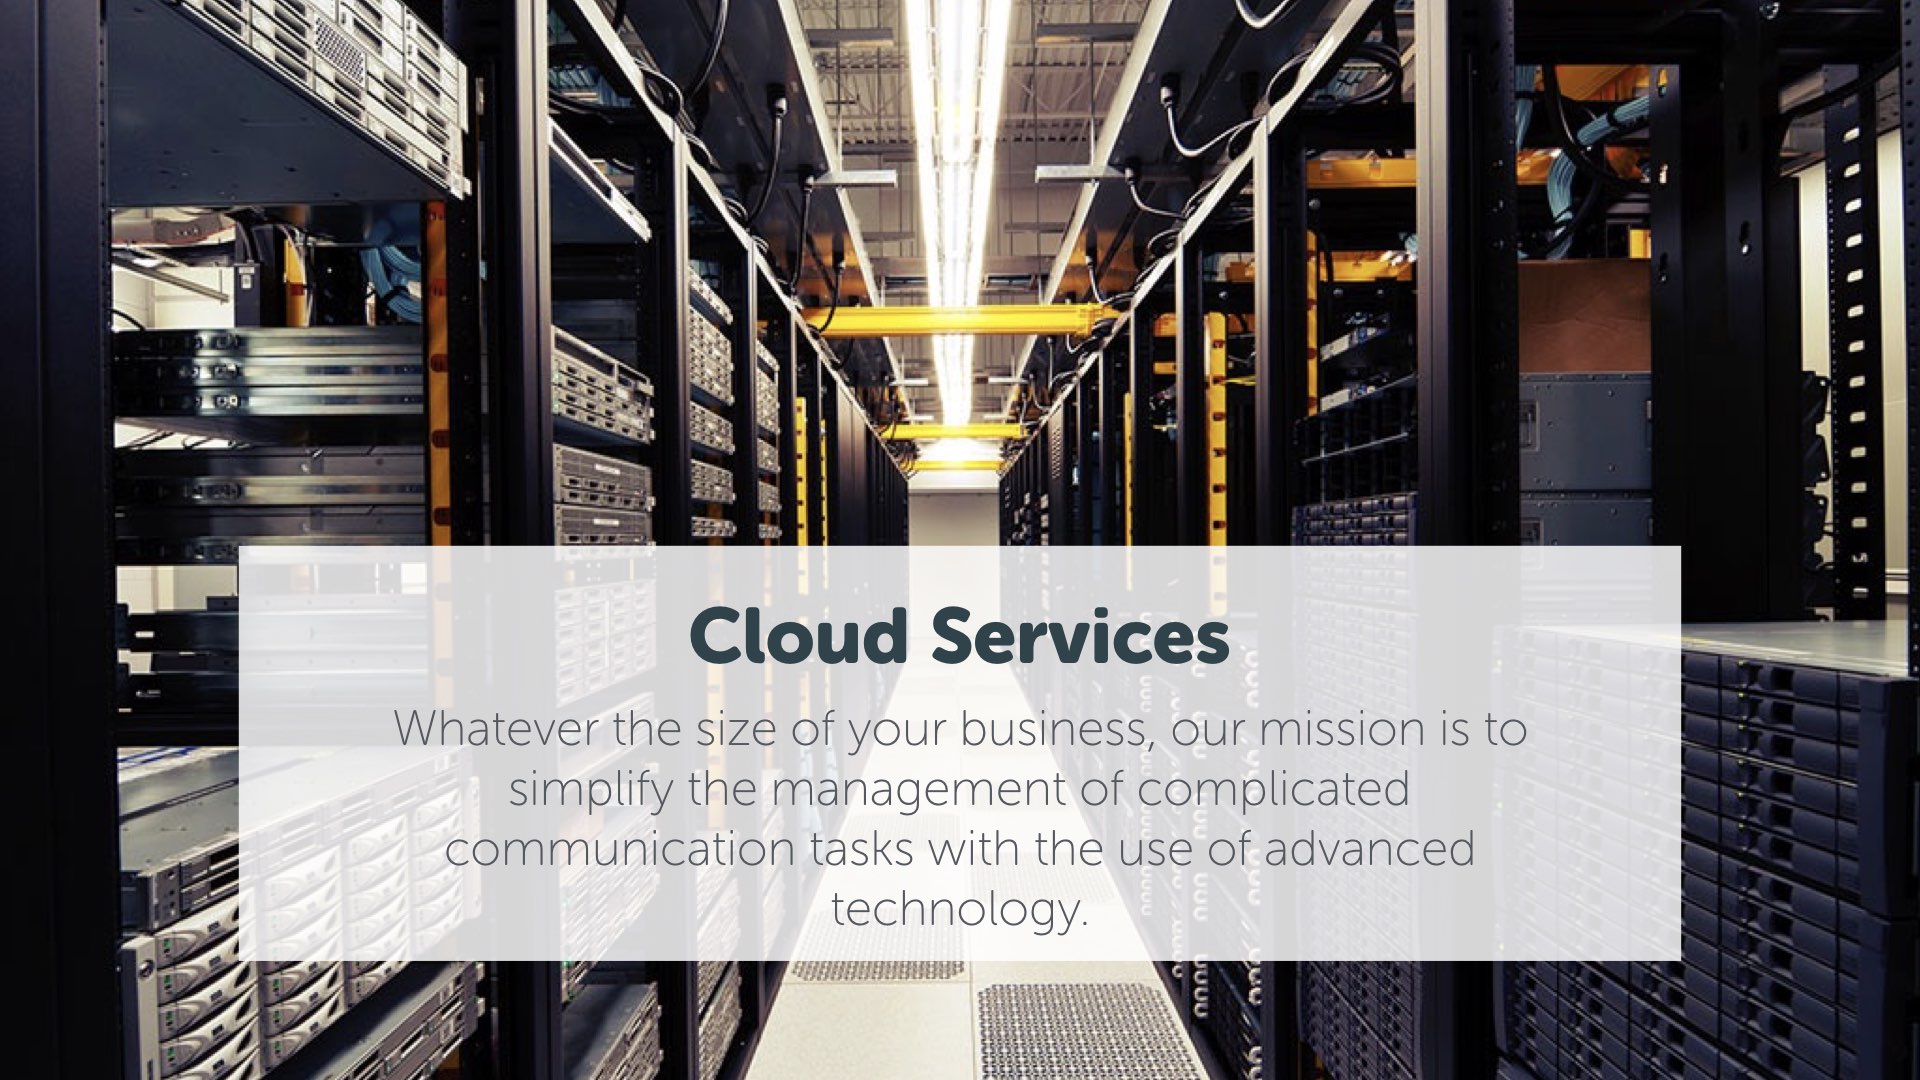 Cloud Services
Whatever the size of your business, our mission is to
simplify the management of complicated
communication tasks with the use of advanced
technology.